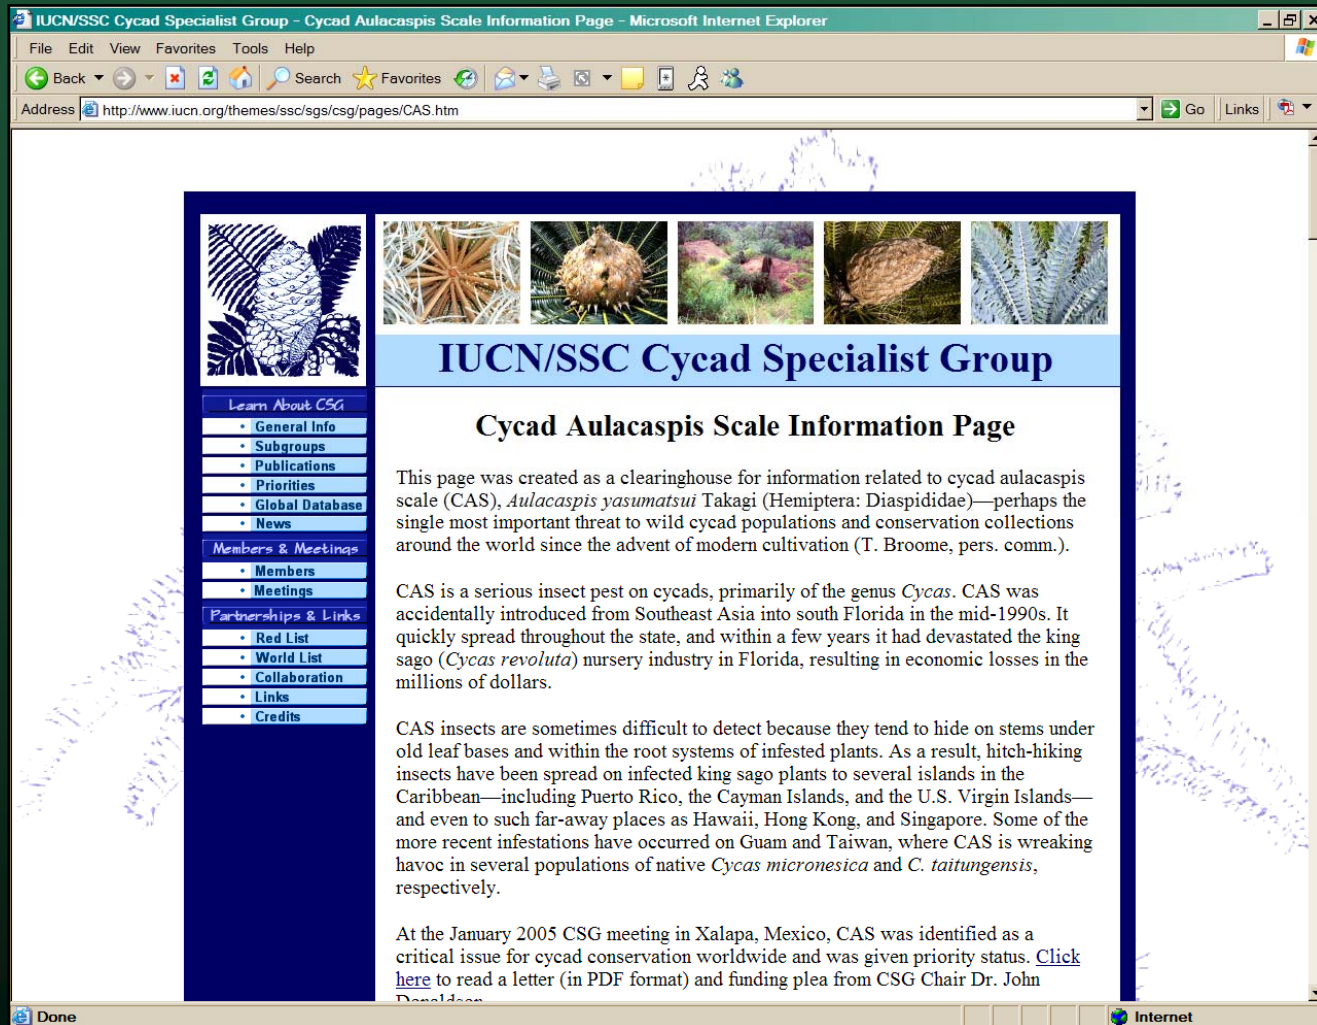 IUCN/SSC Cycad Specialist Group - Cycad Aulacaspis Scale Information Page - Microsoft Internet Explorer
File Edit View Favorites Tools Help
Back Search Favorites
Address http://www.iucn.org/themes/ssc/sgs/csg/pages/CAS.htm Go Links
IUCN/SSC Cycad Specialist Group
Learn About CSG
• General Info
• Subgroups
• Publications
• Priorities
• Global Database
• News
Members & Meetings
• Members
• Meetings
Partnerships & Links
• Red List
• World List
• Collaboration
• Links
• Credits
Cycad Aulacaspis Scale Information Page
This page was created as a clearinghouse for information related to cycad aulacaspis
scale (CAS), Aulacaspis yasumatsui Takagi (Hemiptera: Diaspididae)—perhaps the
single most important threat to wild cycad populations and conservation collections
around the world since the advent of modern cultivation (T. Broome, pers. comm.).
CAS is a serious insect pest on cycads, primarily of the genus Cycas. CAS was
accidentally introduced from Southeast Asia into south Florida in the mid-1990s. It
quickly spread throughout the state, and within a few years it had devastated the king
sago (Cycas revoluta) nursery industry in Florida, resulting in economic losses in the
millions of dollars.
CAS insects are sometimes difficult to detect because they tend to hide on stems under
old leaf bases and within the root systems of infested plants. As a result, hitch-hiking
insects have been spread on infected king sago plants to several islands in the
Caribbean—including Puerto Rico, the Cayman Islands, and the U.S. Virgin Islands—
and even to such far-away places as Hawaii, Hong Kong, and Singapore. Some of the
more recent infestations have occurred on Guam and Taiwan, where CAS is wreaking
havoc in several populations of native Cycas micronesica and C. taitungensis,
respectively.
At the January 2005 CSG meeting in Xalapa, Mexico, CAS was identified as a
critical issue for cycad conservation worldwide and was given priority status. Click
here to read a letter (in PDF format) and funding plea from CSG Chair Dr. John
Donaldson
Done Internet